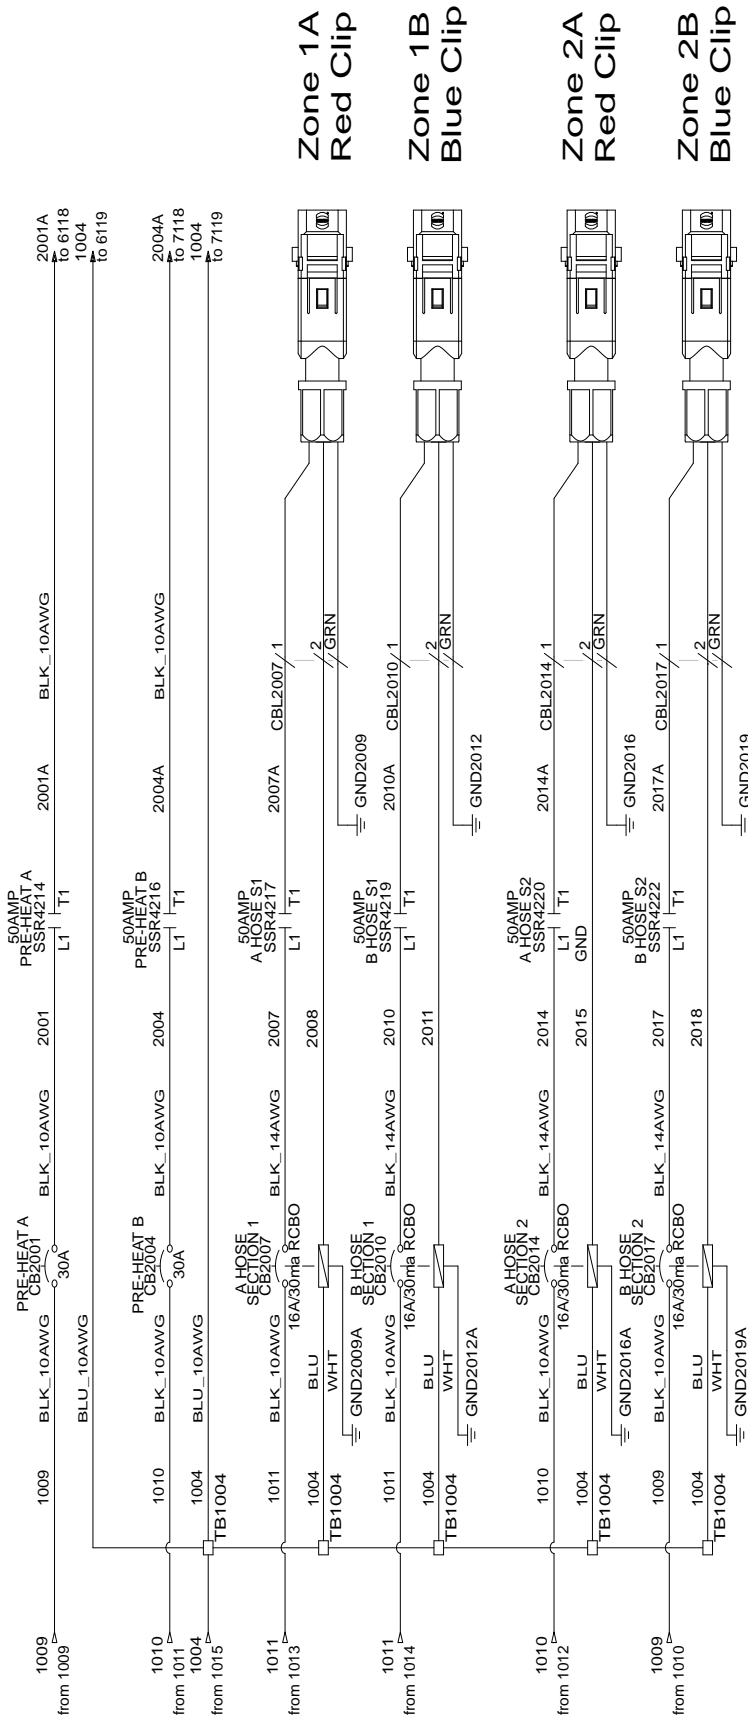 1009
from 1009
1009
BLK_10AWG
PRE-HEAT A
CB2001
30A
BLK_10AWG
2001
50AMP
PRE-HEAT A
SSR4214
L1
T1
2001A
BLK_10AWG
2001A
to 6118
BLU_10AWG
1004
to 6119
1010
from 1011
1010
BLK_10AWG
PRE-HEAT B
CB2004
30A
BLK_10AWG
2004
50AMP
PRE-HEAT B
SSR4216
L1
T1
2004A
BLK_10AWG
2004A
to 7118
1004
from 1015
TB1004
1004
BLU_10AWG
1004
to 7119
1011
from 1013
1011
BLK_10AWG
A HOSE
SECTION 1
CB2007
16A/30ma RCBO
BLK_14AWG
2007
50AMP
A HOSE S1
SSR4217
L1
T1
2007A
CBL2007
1
TB1004
1004
BLU
WHT
GND2009A
2008
2
GRN
GND2009
Zone 1A
Red Clip
1011
from 1014
1011
BLK_10AWG
B HOSE
SECTION 1
CB2010
16A/30ma RCBO
BLK_14AWG
2010
50AMP
B HOSE S1
SSR4219
L1
T1
2010A
CBL2010
1
1004
BLU
WHT
GND2012A
2011
2
GRN
GND2012
Zone 1B
Blue Clip
1010
from 1012
1010
BLK_10AWG
A HOSE
SECTION 2
CB2014
16A/30ma RCBO
BLK_14AWG
2014
50AMP
A HOSE S2
SSR4220
L1
T1
GND
2014A
CBL2014
1
TB1004
1004
BLU
WHT
GND2016A
2015
2
GRN
GND2016
Zone 2A
Red Clip
1009
from 1010
1009
BLK_10AWG
B HOSE
SECTION 2
CB2017
16A/30ma RCBO
BLK_14AWG
2017
50AMP
B HOSE S2
SSR4222
L1
T1
2017A
CBL2017
1
TB1004
1004
BLU
WHT
GND2019A
2018
2
GRN
GND2019
Zone 2B
Blue Clip